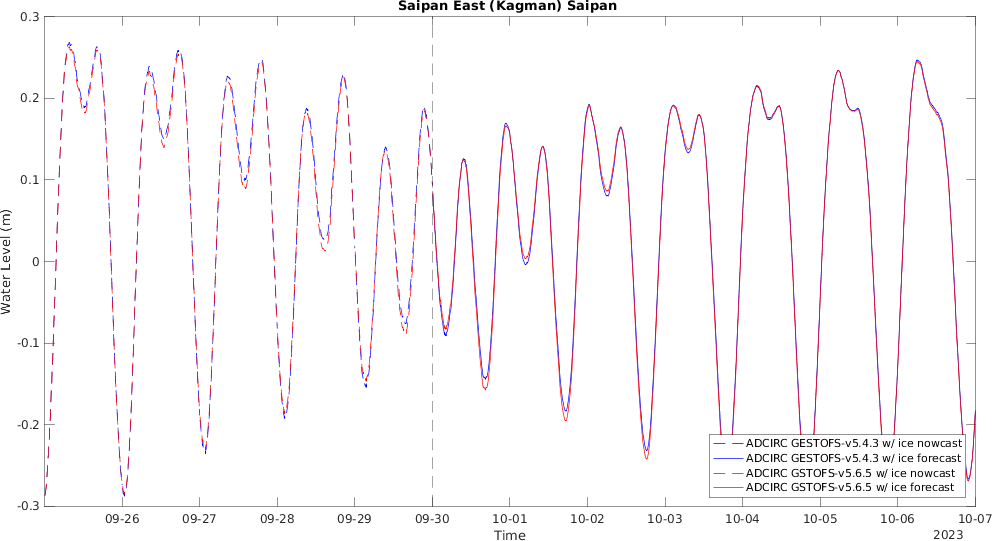 Saipan East (Kagman) Saipan
Water Level (m)
0.3
0.2
0.1
0
-0.1
-0.2
-0.3
ADCIRC GESTOFS-v5.4.3 w/ ice nowcast
ADCIRC GESTOFS-v5.4.3 w/ ice forecast
ADCIRC GSTOFS-v5.6.5 w/ ice nowcast
ADCIRC GSTOFS-v5.6.5 w/ ice forecast
09-26 09-27 09-28 09-29 09-30 10-01 10-02 10-03 10-04 10-05 10-06 10-07
Time
2023